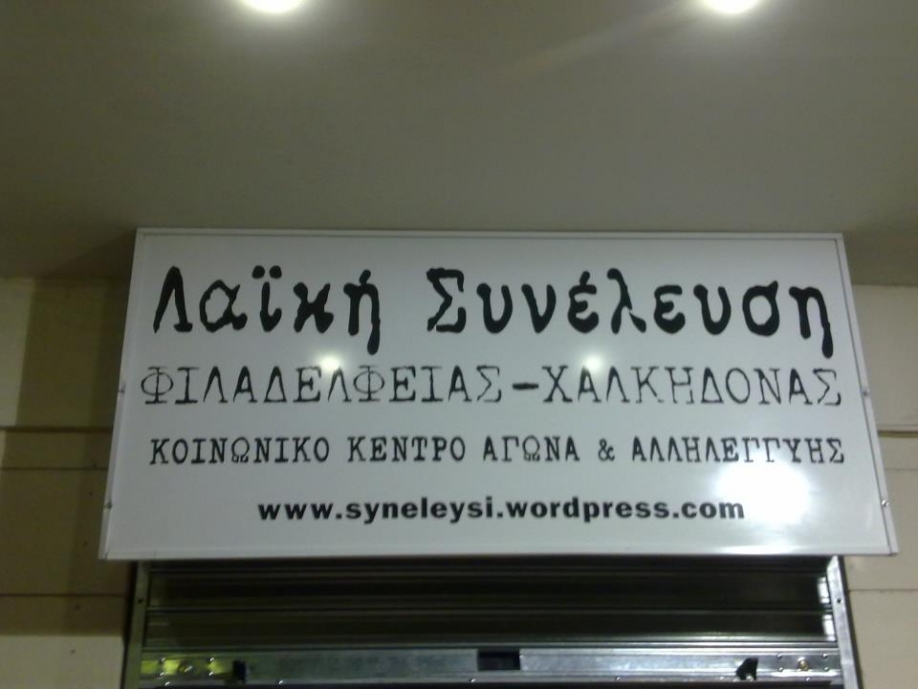 Λαϊκή Συνέλευση
ΦΙΛΑΔΕΛΦΕΙΑΣ-ΧΑΛΚΗΔΟΝΑΣ
ΚΟΙΝΩΝΙΚΟ ΚΕΝΤΡΟ ΑΓΩΝΑ & ΑΛΛΗΛΕΓΓΥΗΣ
www.syneleysi.wordpress.com